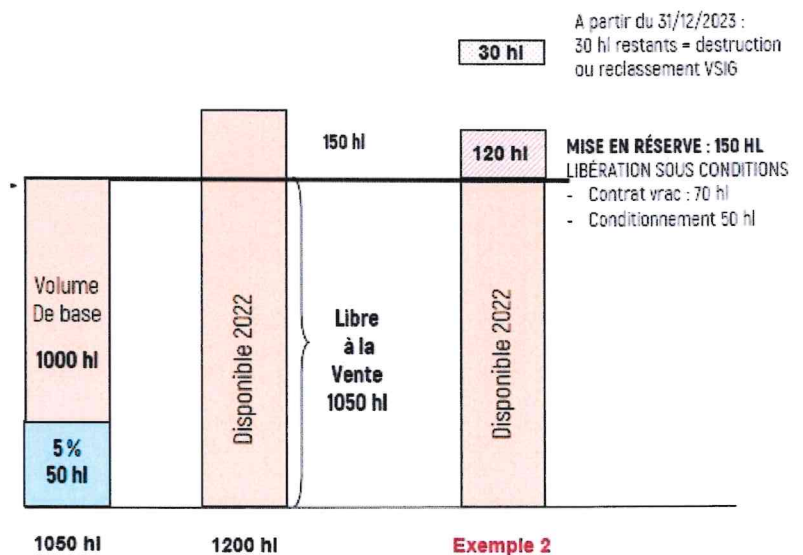 A partir du 31/12/2023 :
30 hl restants = destruction
ou reclassement VSIG
30 hl
150 hl
120 hl
MISE EN RÉSERVE : 150 HL
LIBÉRATION SOUS CONDITIONS
- Contrat vrac : 70 hl
- Conditionnement 50 hl
Volume
De base
1000 hl
5 %
50 hl
Disponible 2022
Libre
à la
Vente
1050 hl
Disponible 2022
1050 hl
1200 hl
Exemple 2